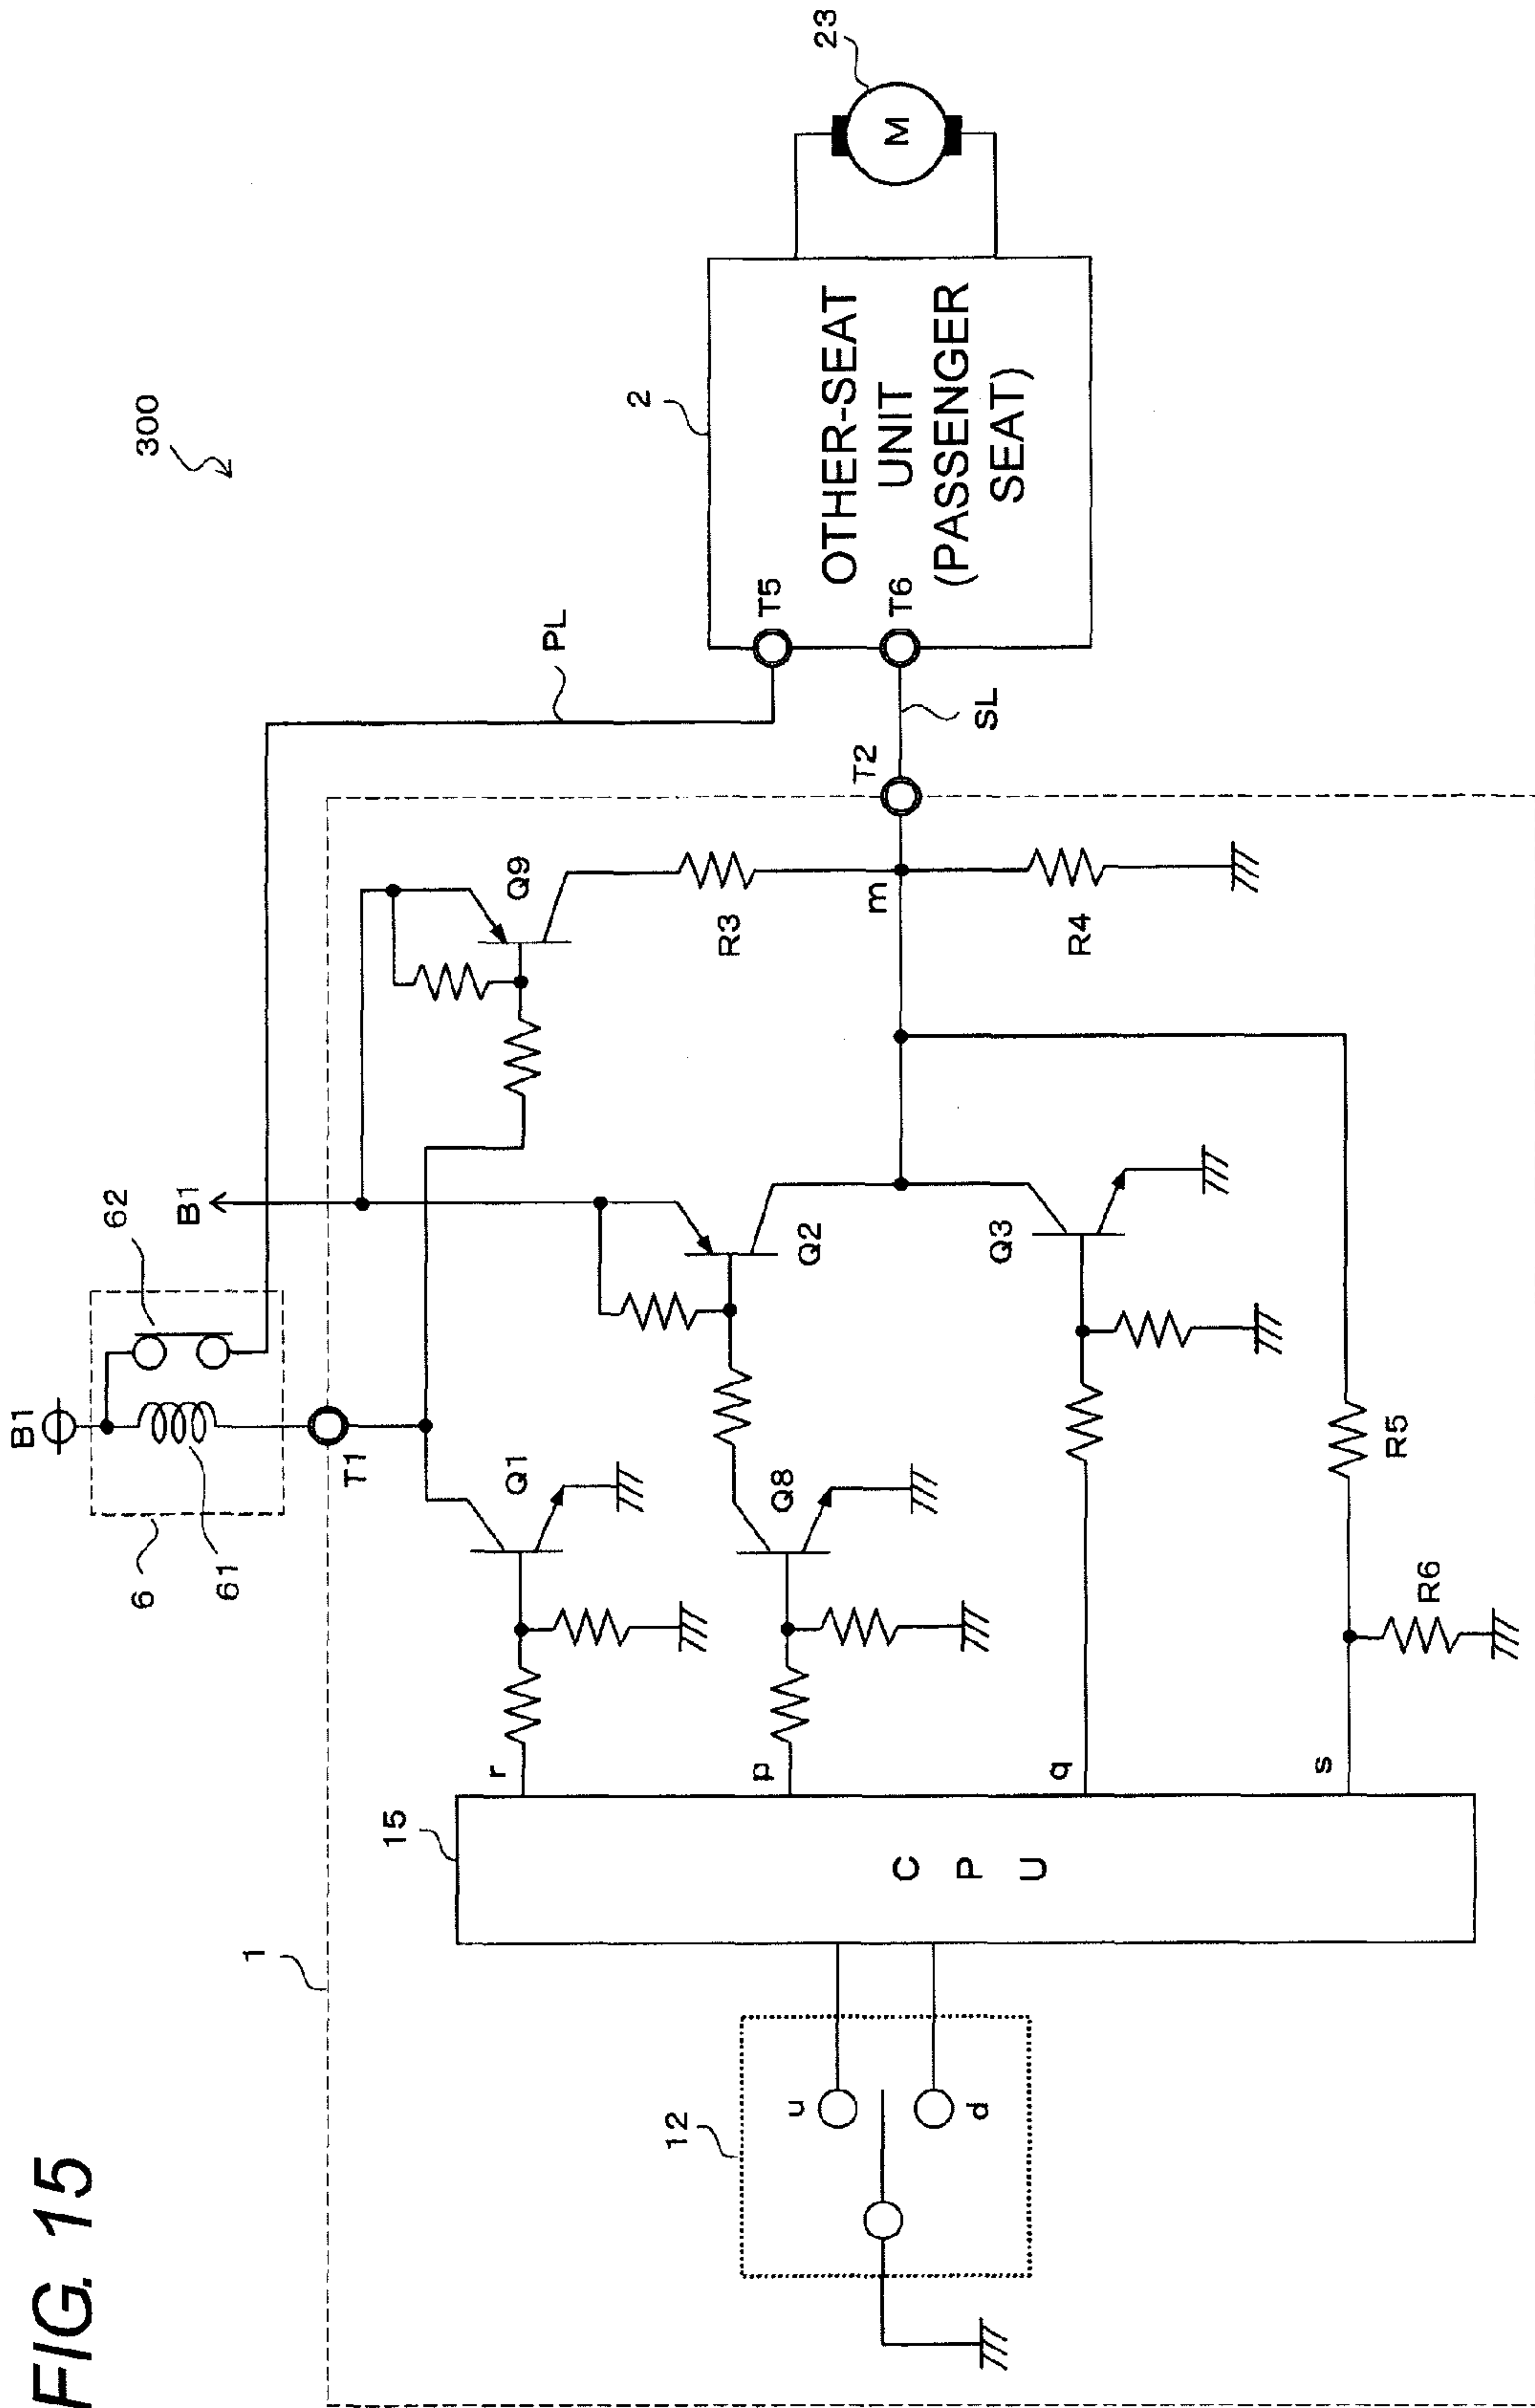 FIG. 15
300
B1
6
61
62
B1
PL
1
T1
15
12
u
d
C P U
r
p
q
s
Q1
Q8
Q2
Q3
Q9
R3
m
R4
R5
R6
T2
SL
T5
T6
2
OTHER-SEAT
UNIT
(PASSENGER
SEAT)
M
23